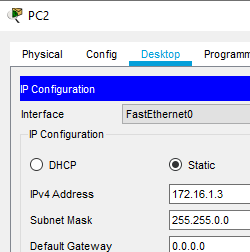 PC2
Physical Config Desktop Programm
IP Configuration
Interface FastEthernet0
IP Configuration
DHCP Static
IPv4 Address 172.16.1.3
Subnet Mask 255.255.0.0
Default Gateway 0.0.0.0